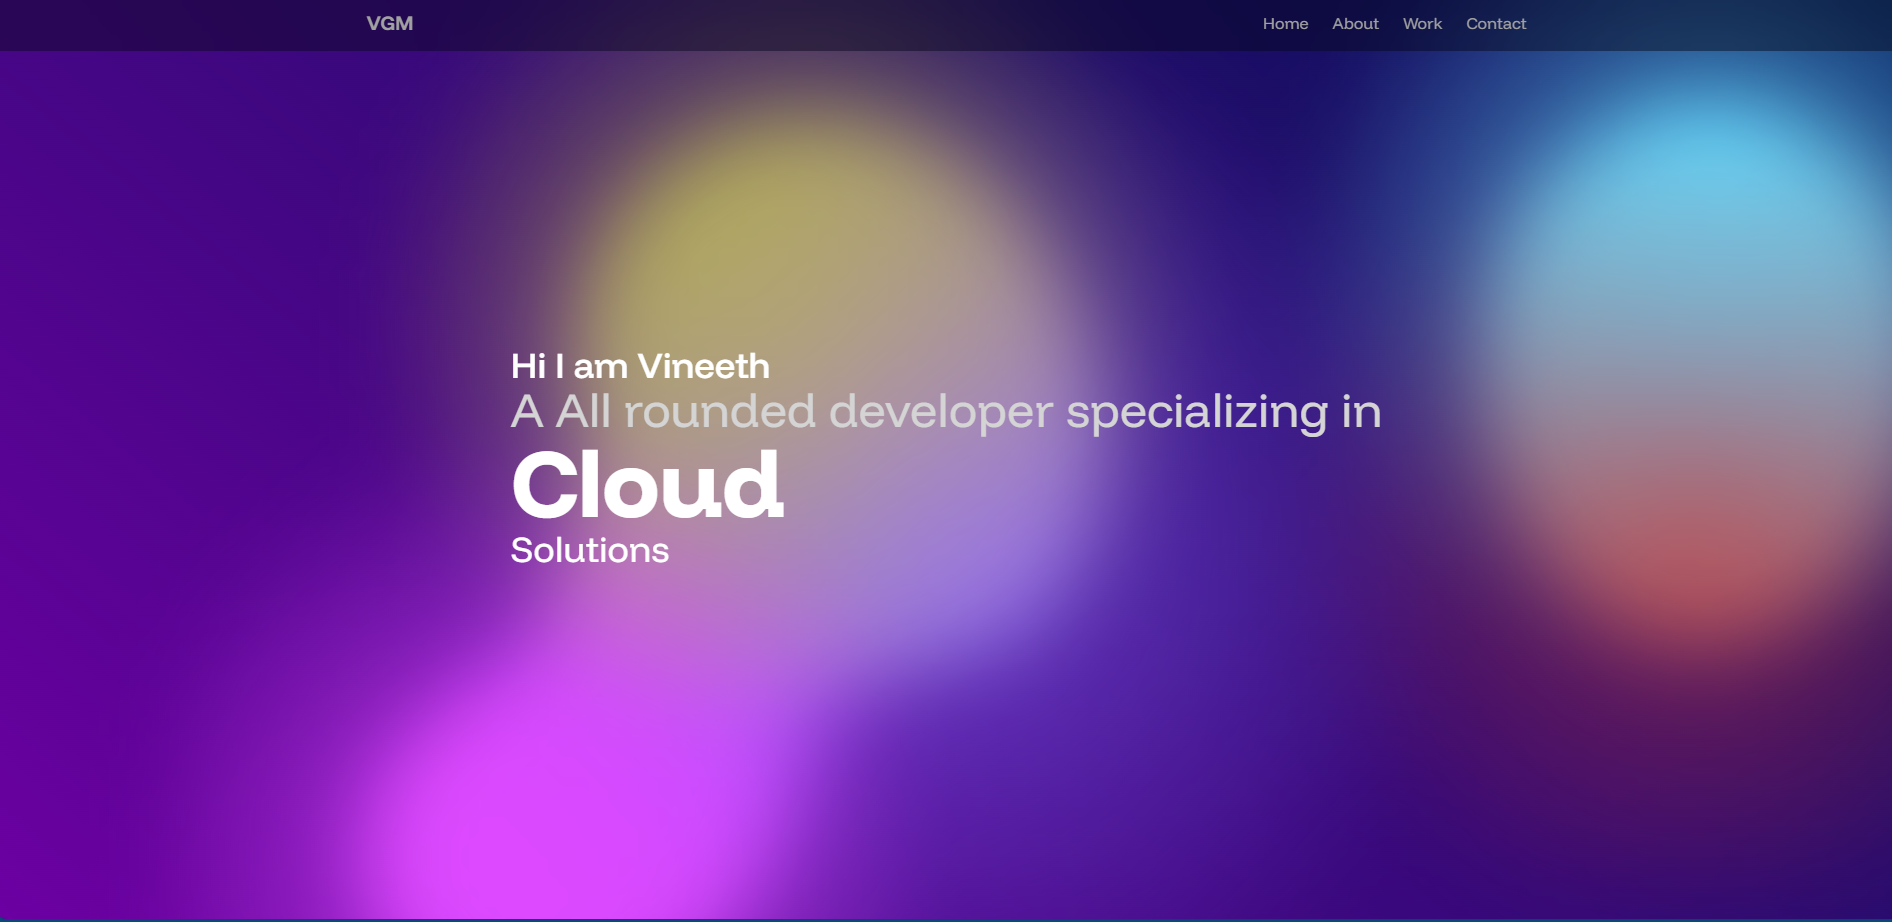 VGM Home About Work Contact
Hi I am Vineeth
A All rounded developer specializing in
Cloud
Solutions